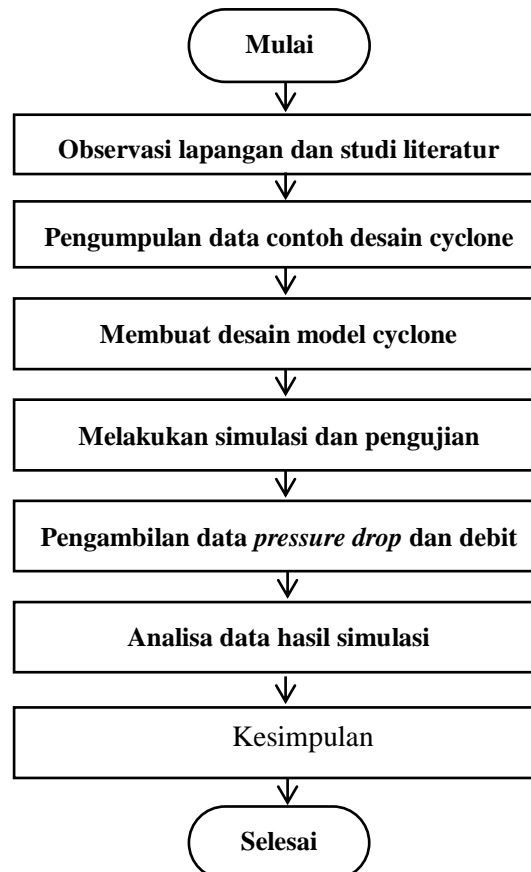 Mulai
Observasi lapangan dan studi literatur
Pengumpulan data contoh desain cyclone
Membuat desain model cyclone
Melakukan simulasi dan pengujian
Pengambilan data pressure drop dan debit
Analisa data hasil simulasi
Kesimpulan
Selesai